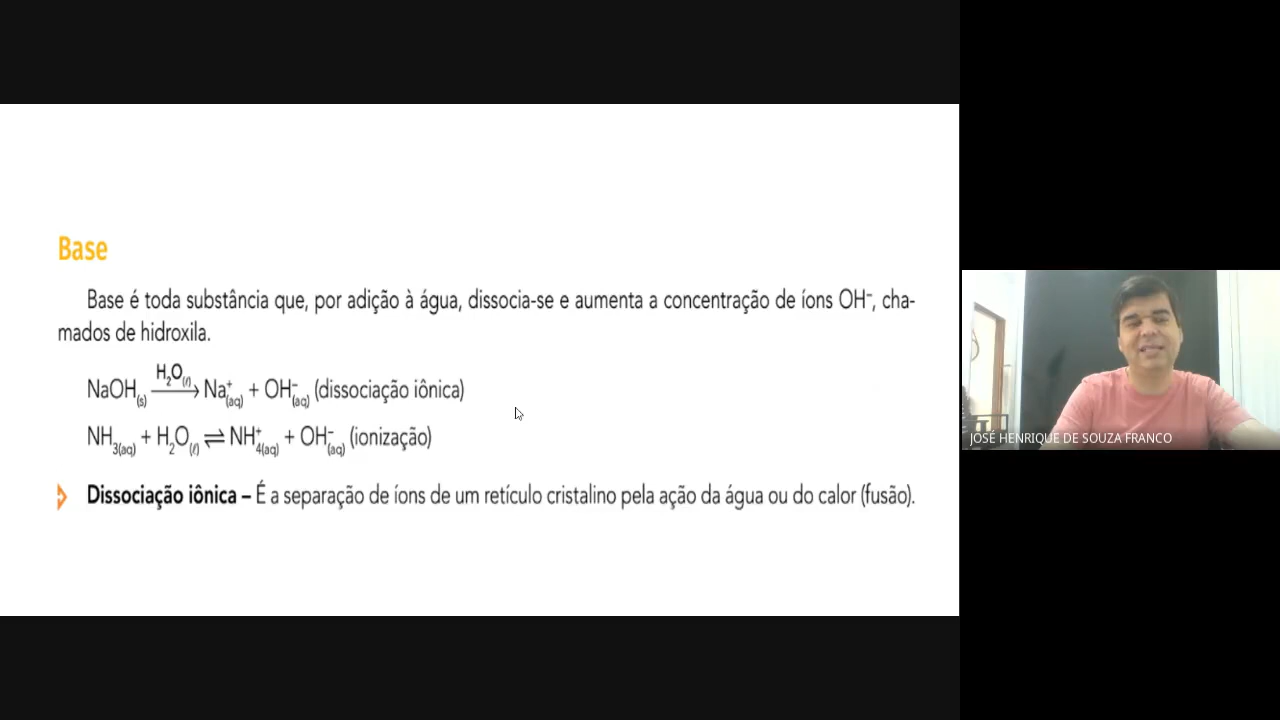 Base
Base é toda substância que, por adição à água, dissocia-se e aumenta a concentração de íons OH⁻, cha-
mados de hidroxila.
NaOH(s) —H₂O(ℓ)→ Na⁺(aq) + OH⁻(aq) (dissociação iônica)
NH₃(aq) + H₂O(ℓ) ⇌ NH₄⁺(aq) + OH⁻(aq) (ionização)
Dissociação iônica – É a separação de íons de um retículo cristalino pela ação da água ou do calor (fusão).
JOSÉ HENRIQUE DE SOUZA FRANCO